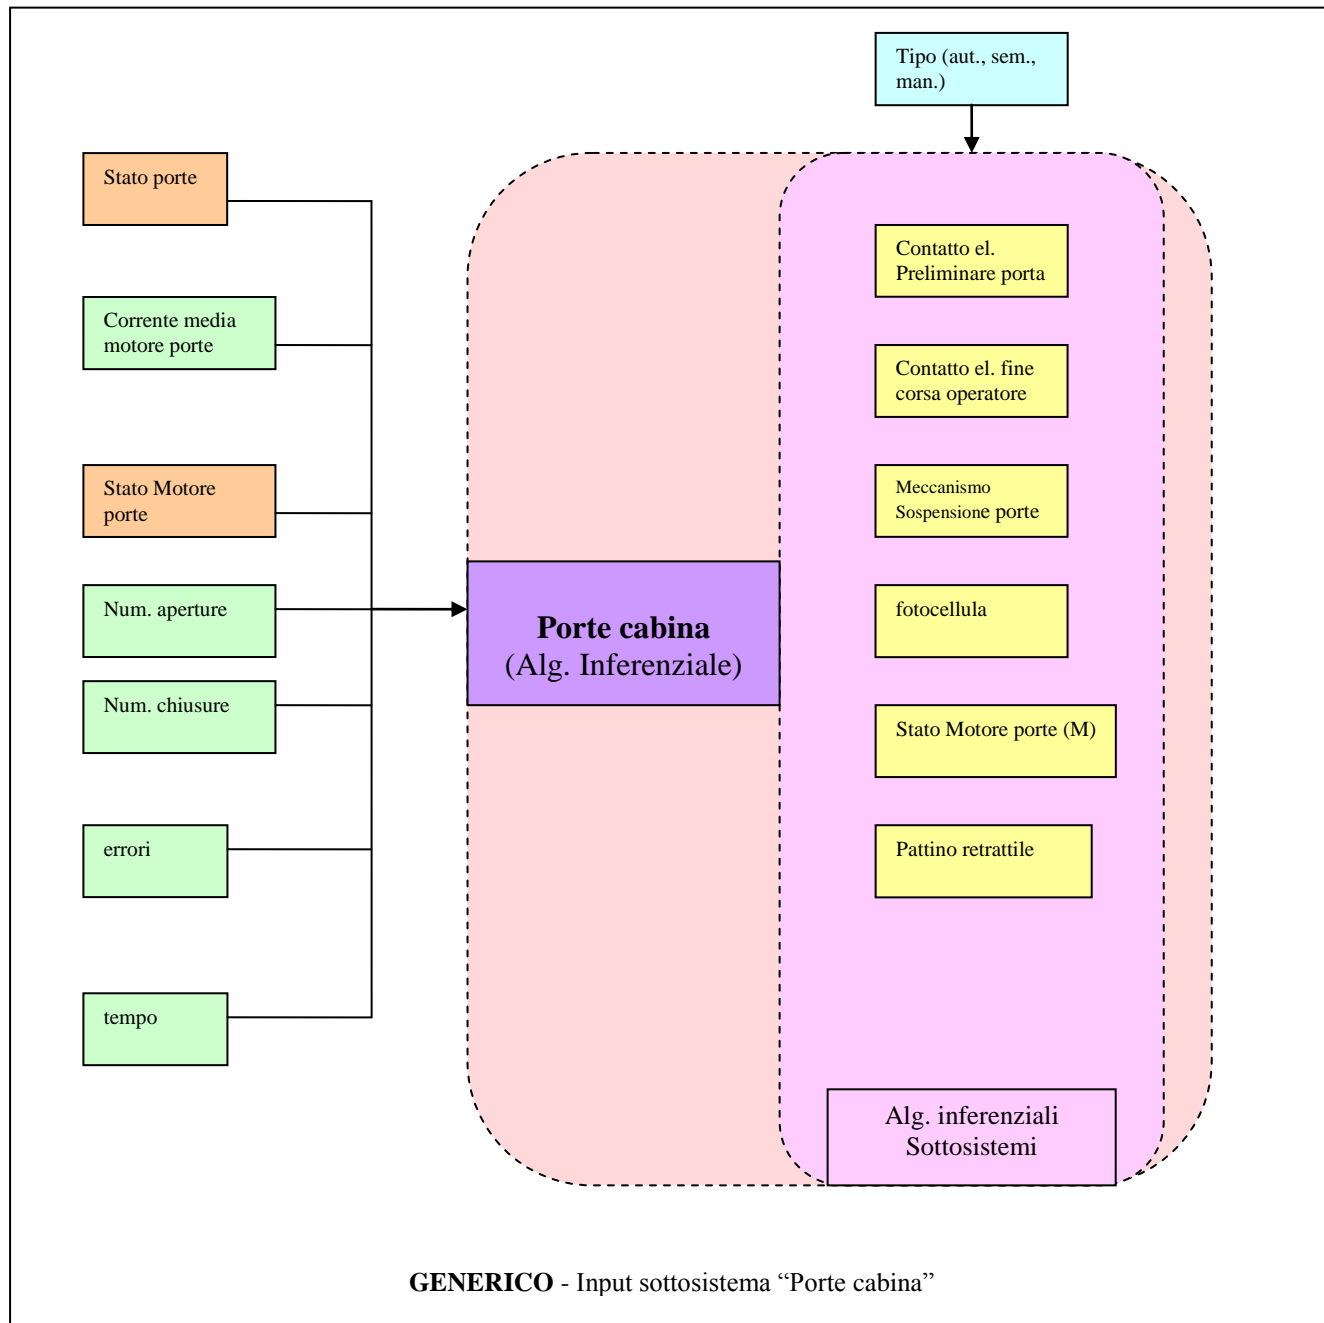 Tipo (aut., sem.,
man.)
Stato porte
Contatto el.
Preliminare porta
Corrente media
motore porte
Contatto el. fine
corsa operatore
Stato Motore
porte
Meccanismo
Sospensione porte
Num. aperture
fotocellula
Porte cabina
(Alg. Inferenziale)
Num. chiusure
Stato Motore porte (M)
errori
Pattino retrattile
tempo
Alg. inferenziali
Sottosistemi
GENERICO - Input sottosistema “Porte cabina”